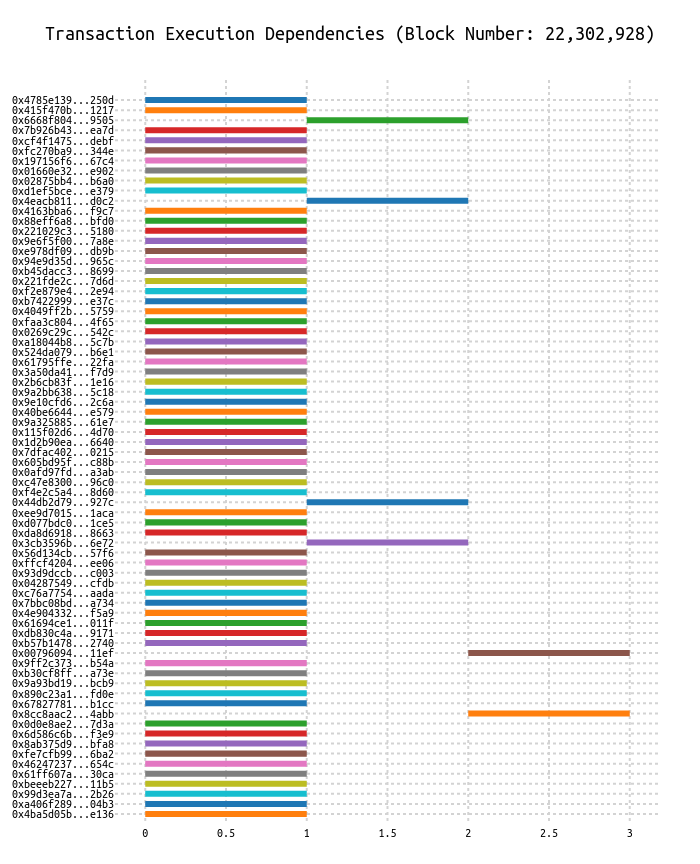 Transaction Execution Dependencies (Block Number: 22,302,928)
0x4785e139...250d
0x415f470b...1217
0x6668f804...9505
0x7b926b43...ea7d
0xcf4f1475...debf
0xfc270ba9...344e
0x197156f6...67c4
0x01660e32...e902
0x02875bb4...b6a0
0xd1ef5bce...e379
0x4eacb811...d0c2
0x4163bba6...f9c7
0x88eff6a8...bfd0
0x221029c3...5180
0x9e6f5f00...7a8e
0xe978df09...db9b
0x94e9d35d...965c
0xb45dacc3...8699
0x221fde2c...7d6d
0xf2e879e4...2e94
0xb7422999...e37c
0x4049ff2b...5759
0xfaa3c804...4f65
0x0269c29c...542c
0xa18044b8...5c7b
0x524da079...b6e1
0x61795ffe...22fa
0x3a50da41...f7d9
0x2b6cb83f...1e16
0x9a2bb638...5c18
0x9e10cfd6...2c6a
0x40be6644...e579
0x9a325885...61e7
0x115f02d6...4d70
0x1d2b90ea...6640
0x7dfac402...0215
0x605bd95f...c88b
0x0afd97fd...a3ab
0xc47e8300...96c0
0xf4e2c5a4...8d60
0x44db2d79...927c
0xee9d7015...1aca
0xd077bdc0...1ce5
0xda8d6918...8663
0x3cb3596b...6e72
0x56d134cb...57f6
0xffcf4204...ee06
0x93d9dccb...c003
0x04287549...cfdb
0xc76a7754...aada
0x7bbc08bd...a734
0x4e904332...f5a9
0x61694ce1...011f
0xdb830c4a...9171
0xb57b1478...2740
0x00796094...11ef
0x9ff2c373...b54a
0xb30cf8ff...a73e
0x9a93bd19...bcb9
0x890c23a1...fd0e
0x67827781...b1cc
0x8cc8aac2...4abb
0x0d0e8ae2...7d3a
0x6d586c6b...f3e9
0x8ab375d9...bfa8
0xfe7cfb99...6ba2
0x46247237...654c
0x61ff607a...30ca
0xbeeeb227...11b5
0x99d3ea7a...2b26
0xa406f289...04b3
0x4ba5d05b...e136
0 0.5 1 1.5 2 2.5 3